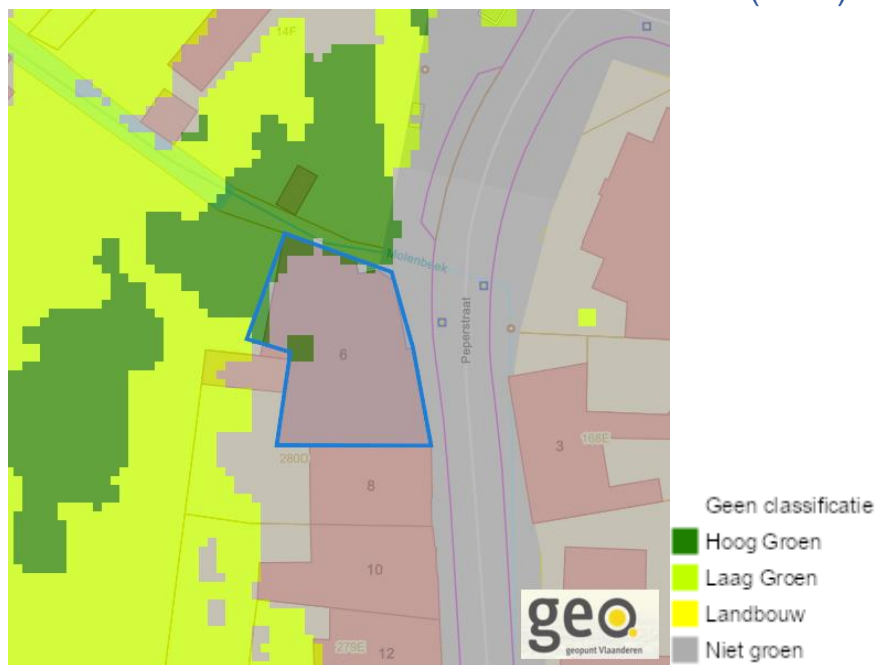 14F
Molenbeek
Peperstraat
6
3
168E
280D
8
10
279E
12
geo.
geopunt Vlaanderen
Geen classificatie
Hoog Groen
Laag Groen
Landbouw
Niet groen